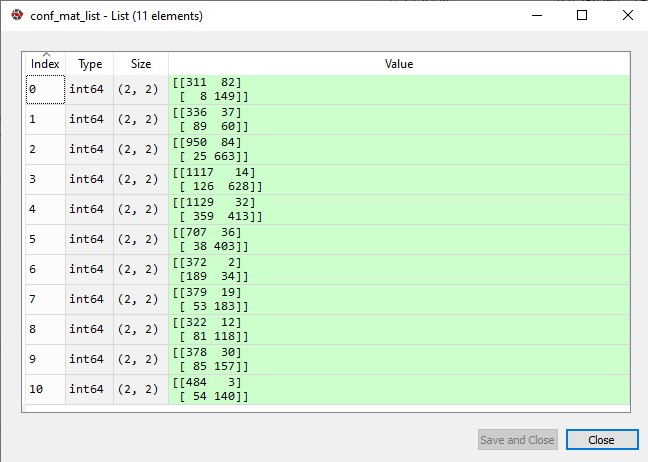 conf_mat_list - List (11 elements)
Index Type Size Value
0 int64 (2, 2) [[311 82]
[ 8 149]]
1 int64 (2, 2) [[336 37]
[ 89 60]]
2 int64 (2, 2) [[950 84]
[ 25 663]]
3 int64 (2, 2) [[1117 14]
[ 126 628]]
4 int64 (2, 2) [[1129 32]
[ 359 413]]
5 int64 (2, 2) [[707 36]
[ 38 403]]
6 int64 (2, 2) [[372 2]
[189 34]]
7 int64 (2, 2) [[379 19]
[ 53 183]]
8 int64 (2, 2) [[322 12]
[ 81 118]]
9 int64 (2, 2) [[378 30]
[ 85 157]]
10 int64 (2, 2) [[484 3]
[ 54 140]]
Save and Close Close